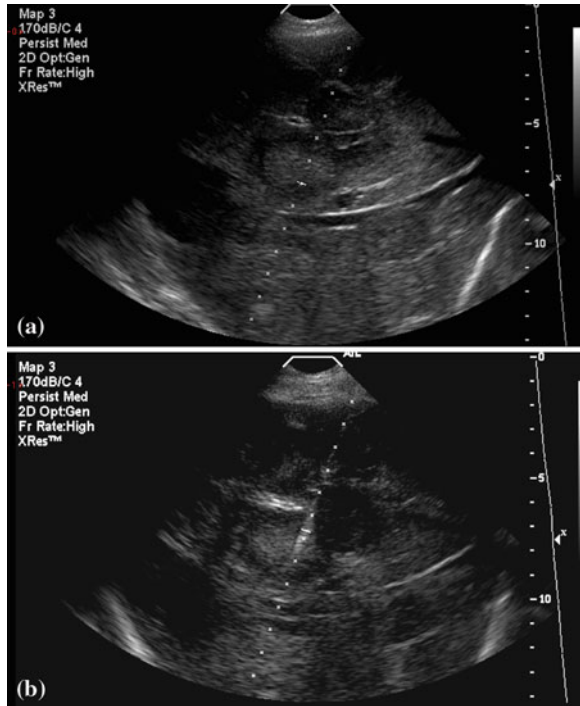 Map 3
170dB/C 4
Persist Med
2D Opt:Gen
Fr Rate:High
XRes™
0
5
x
10
(a)
Map 3
170dB/C 4
Persist Med
2D Opt:Gen
Fr Rate:High
XRes™
0
5
x
10
(b)